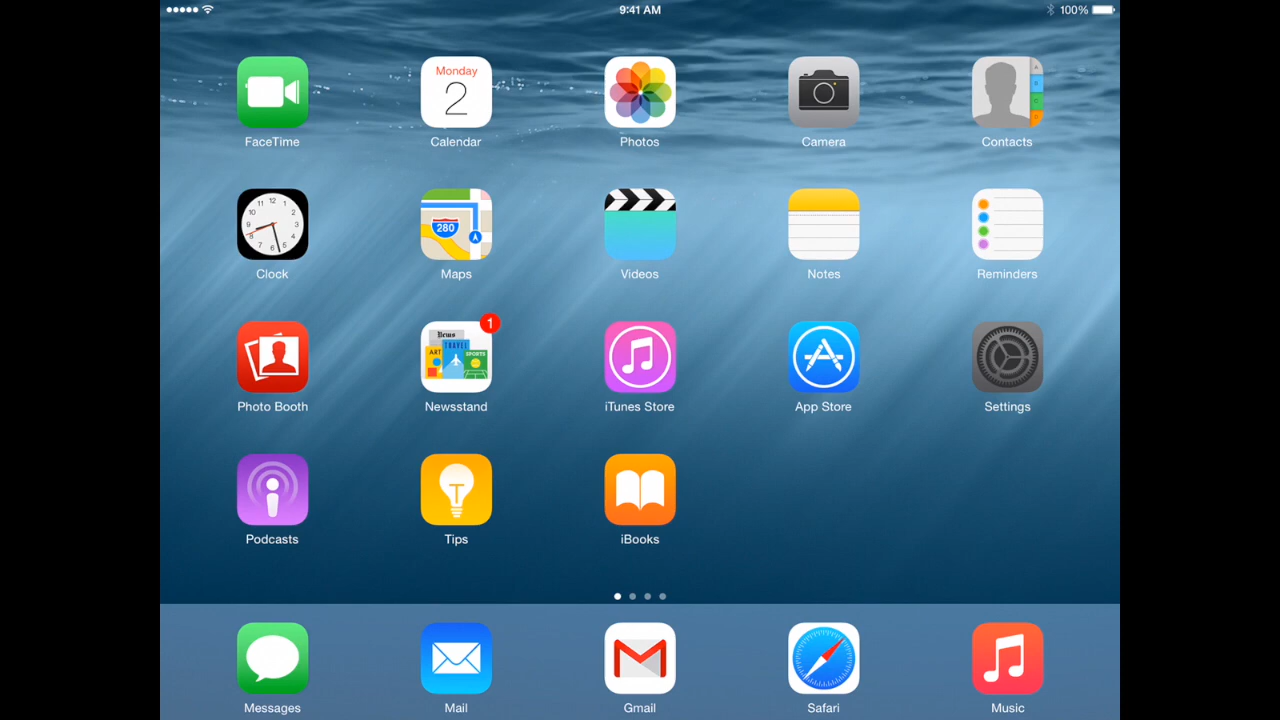 9:41 AM
100%
Monday
2
FaceTime
Calendar
Photos
Camera
Contacts
280
Clock
Maps
Videos
Notes
Reminders
1
News
TRAVEL
ART
SPORTS
Photo Booth
Newsstand
iTunes Store
App Store
Settings
Podcasts
Tips
iBooks
Messages
Mail
Gmail
Safari
Music